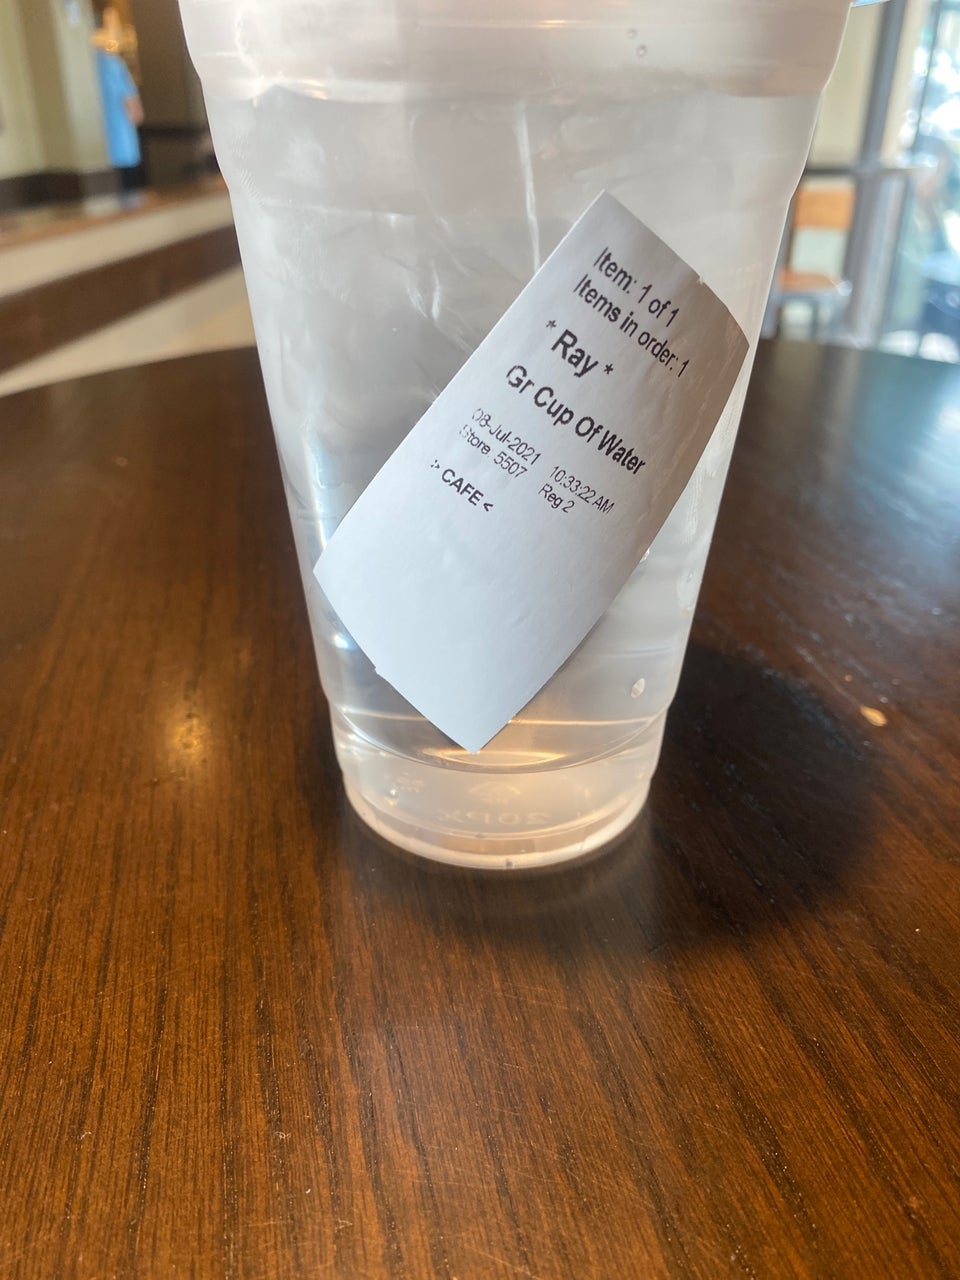 Item: 1 of 1
Items in order: 1
* Ray *
Gr Cup Of Water
08-Jul-2021 10:33:22 AM
Store 5507 Reg 2
> CAFE <